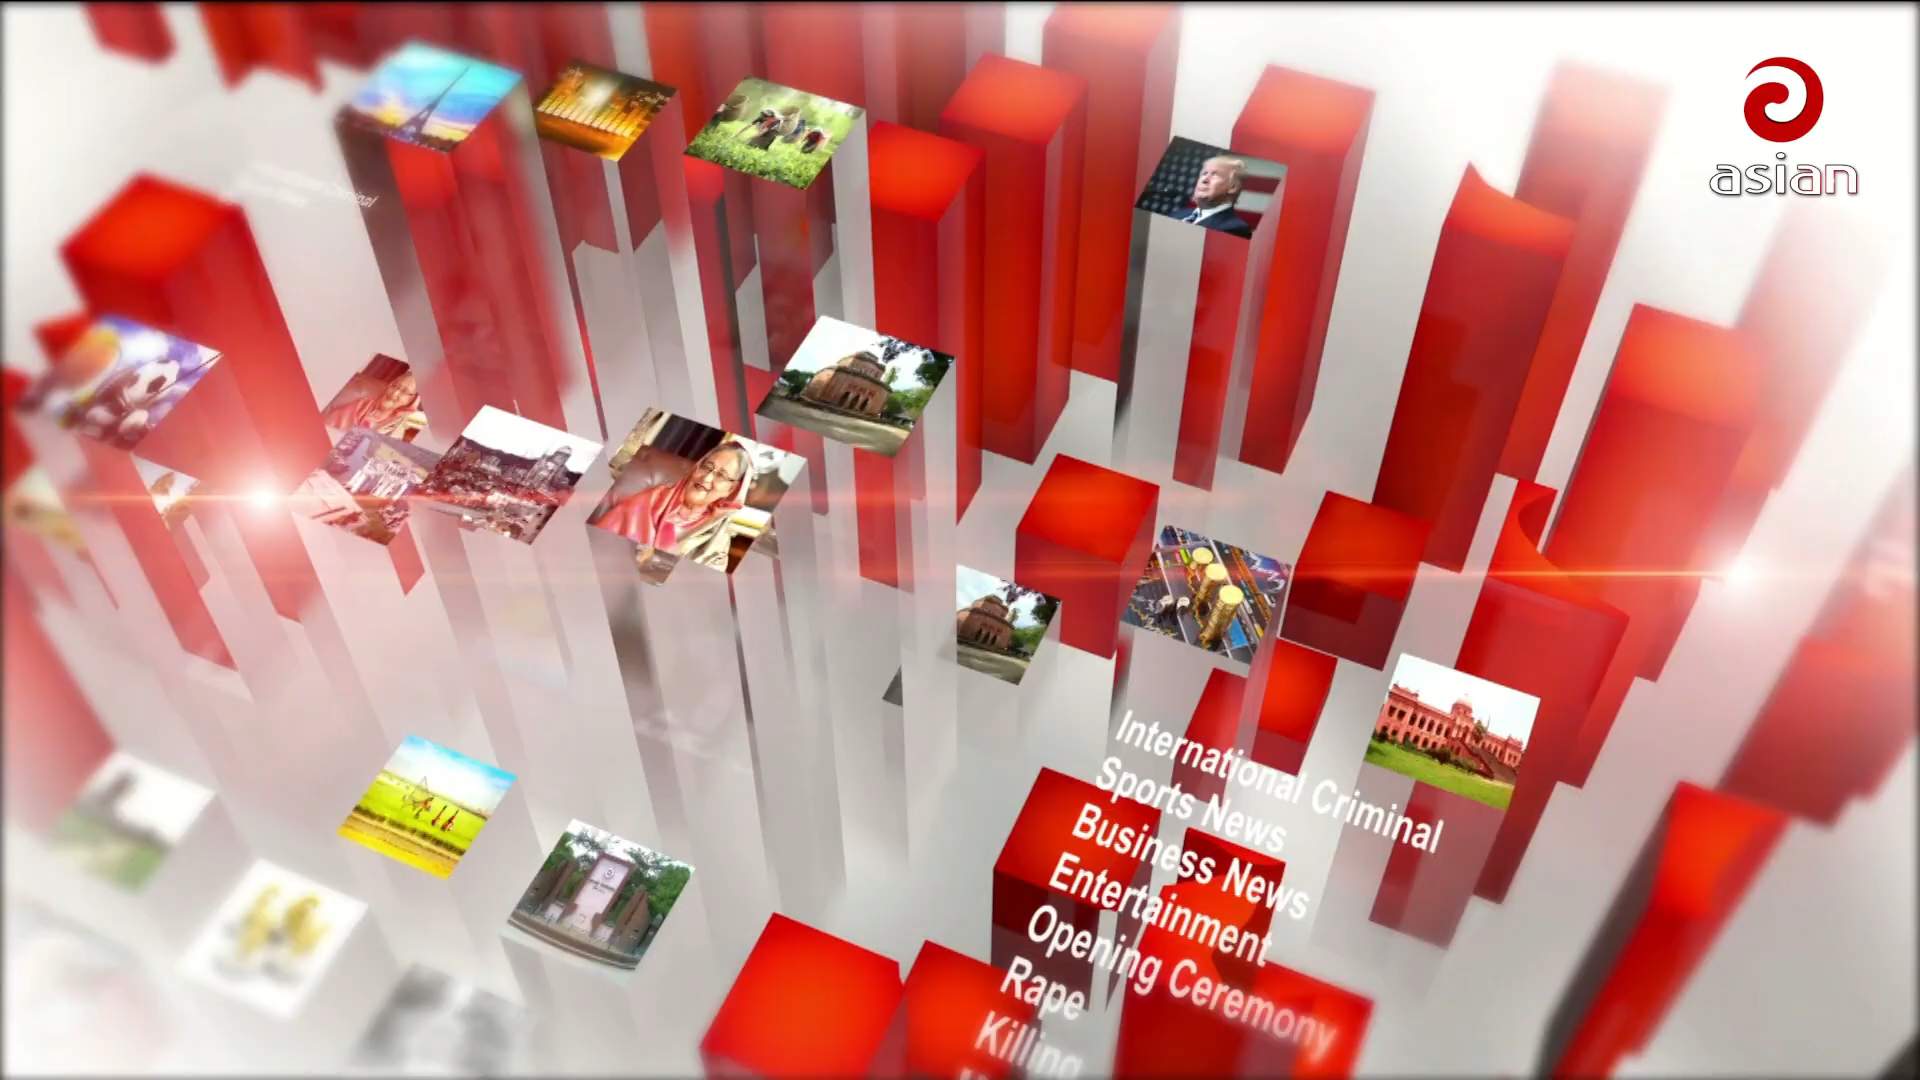 asian
International Criminal
Sports News
Business News
Entertainment
Opening Ceremony
Rape
Killing